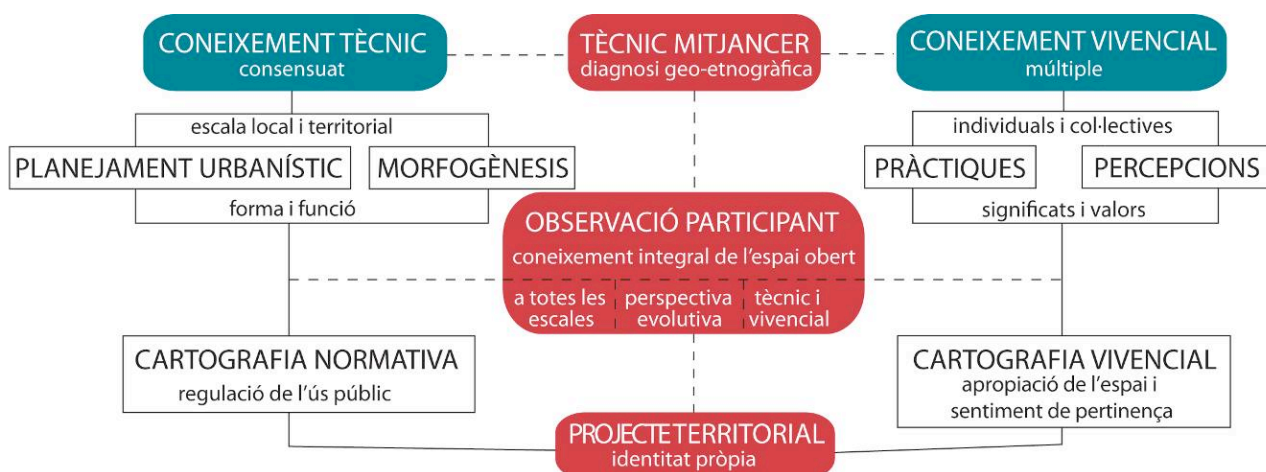 CONEIXEMENT TÈCNIC
consensuat
TÈCNIC MITJANCER
diagnosi geo-etnogràfica
CONEIXEMENT VIVENCIAL
múltiple
escala local i territorial
PLANEJAMENT URBANÍSTIC
MORFOGÈNESIS
forma i funció
individuals i col·lectives
PRÀCTIQUES
PERCEPCIONS
significats i valors
OBSERVACIÓ PARTICIPANT
coneixement integral de l'espai obert
a totes les
escales
perspectiva
evolutiva
tècnic i
vivencial
CARTOGRAFIA NORMATIVA
regulació de l'ús públic
CARTOGRAFIA VIVENCIAL
apropiació de l'espai i
sentiment de pertinença
PROJECTE TERRITORIAL
identitat pròpia